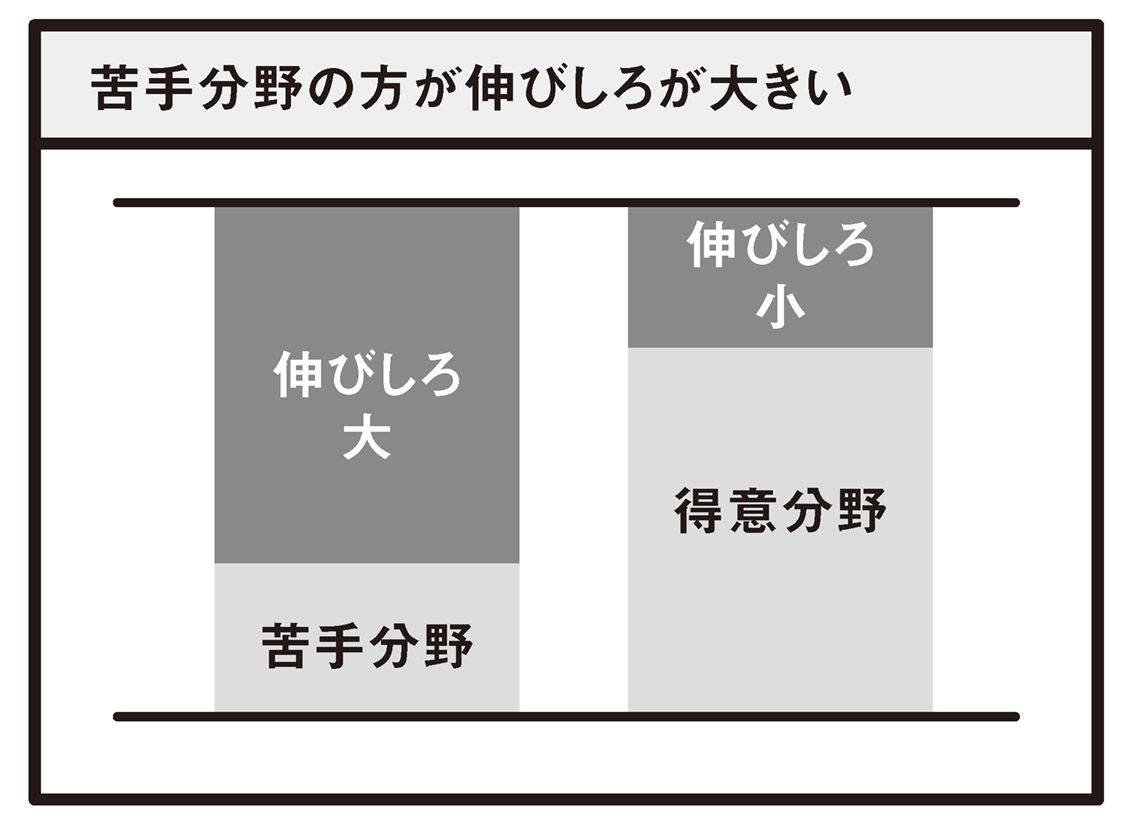 苦手分野の方が伸びしろが大きい
伸びしろ
大
苦手分野
伸びしろ
小
得意分野